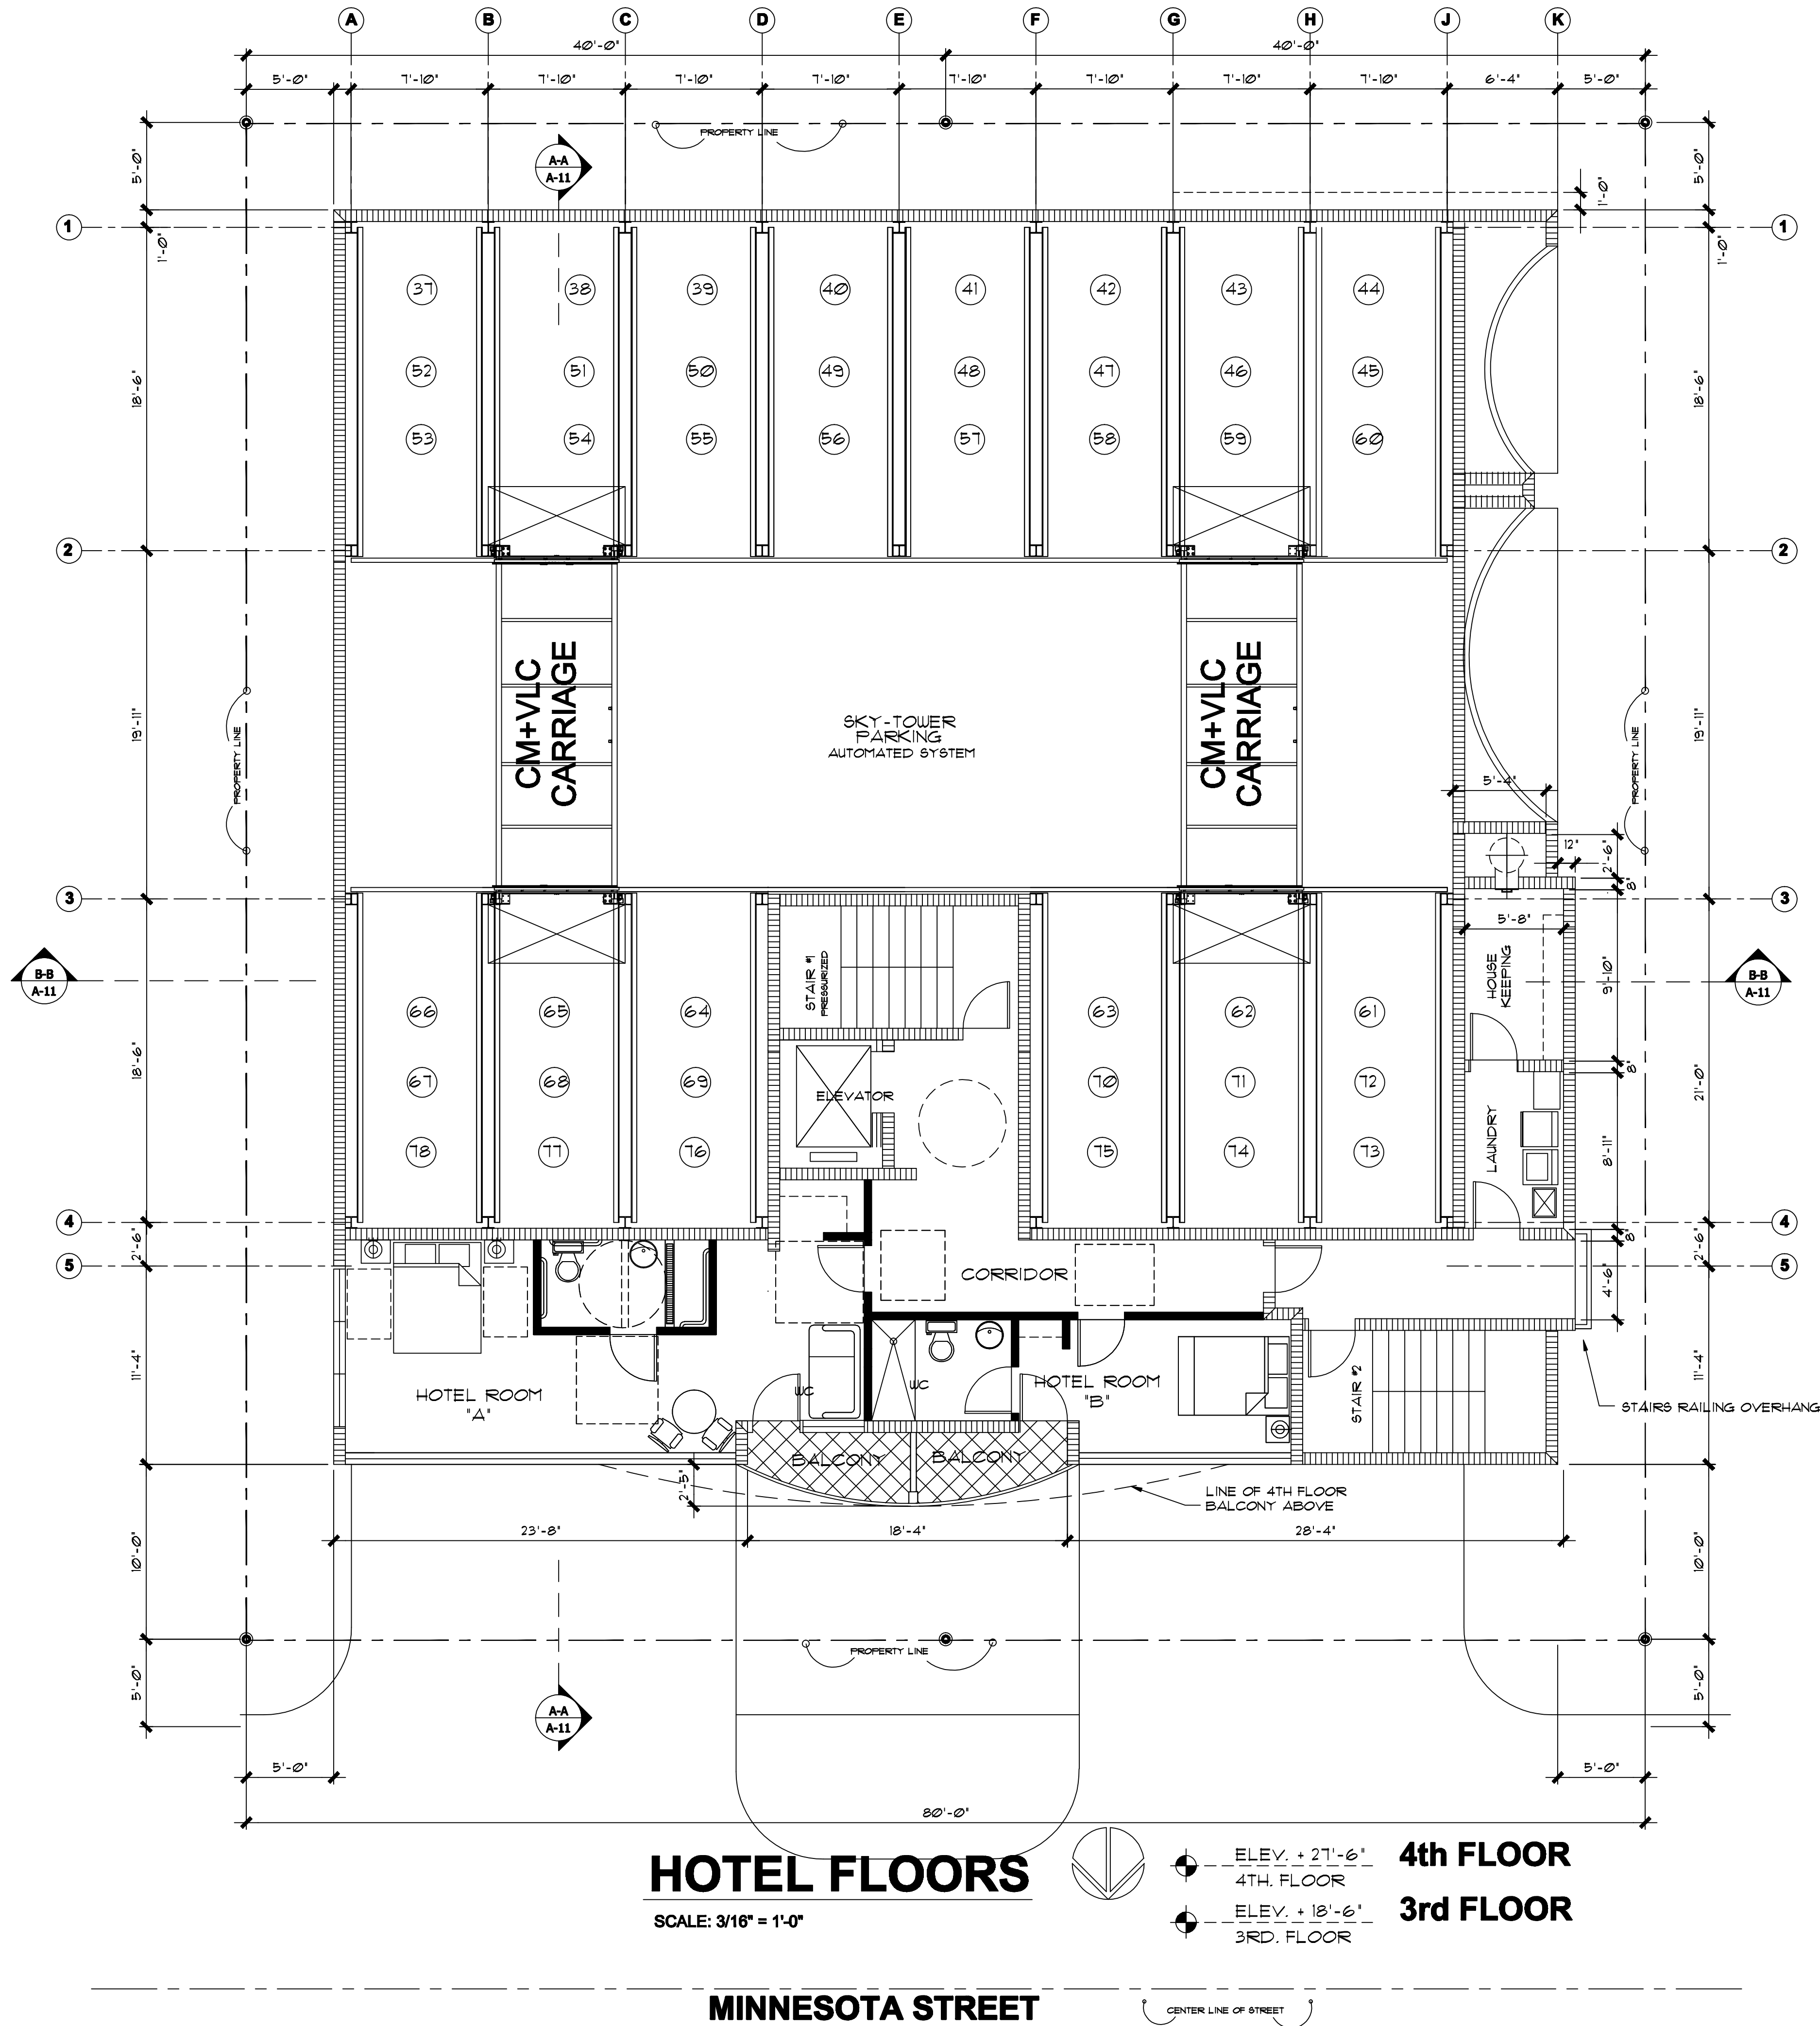 A B C D E F G H J K
40'-0" 40'-0"
5'-0" 7'-10" 7'-10" 7'-10" 7'-10" 7'-10" 7'-10" 7'-10" 7'-10" 6'-4" 5'-0"
PROPERTY LINE
5'-0" 5'-0"
A-A
A-11
1'-0"
1 1
1'-0" 1'-0"
37 38 39 40 41 42 43 44
52 51 50 49 48 47 46 45
18'-6" 18'-6"
53 54 55 56 57 58 59 60
2 2
CM+VLC
CARRIAGE
CM+VLC
CARRIAGE
SKY-TOWER
PARKING
AUTOMATED SYSTEM
19'-11" 19'-11"
PROPERTY LINE
PROPERTY LINE
5'-4"
12"
2'-6"
8"
3 3
5'-8"
B-B
A-11
STAIR #1
PRESSURIZED
HOUSE
KEEPING
9'-10"
B-B
A-11
66 65 64 63 62 61
18'-6"
8"
67 68 69 70 71 72
ELEVATOR
21'-0"
LAUNDRY
8'-11"
78 77 76 75 74 73
4 4
2'-6" 8" 2'-6"
5 5
CORRIDOR
4'-6"
11'-4" 11'-4"
HOTEL ROOM
"A"
WC
WC
HOTEL ROOM
"B"
STAIR #2
STAIRS RAILING OVERHANG
BALCONY BALCONY
2'-5"
LINE OF 4TH FLOOR
BALCONY ABOVE
23'-8" 18'-4" 28'-4"
10'-0" 10'-0"
PROPERTY LINE
5'-0" 5'-0"
A-A
A-11
5'-0" 5'-0"
80'-0"
HOTEL FLOORS
SCALE: 3/16" = 1'-0"
ELEV. + 27'-6" 4th FLOOR
4TH. FLOOR
ELEV. + 18'-6" 3rd FLOOR
3RD. FLOOR
MINNESOTA STREET
CENTER LINE OF STREET